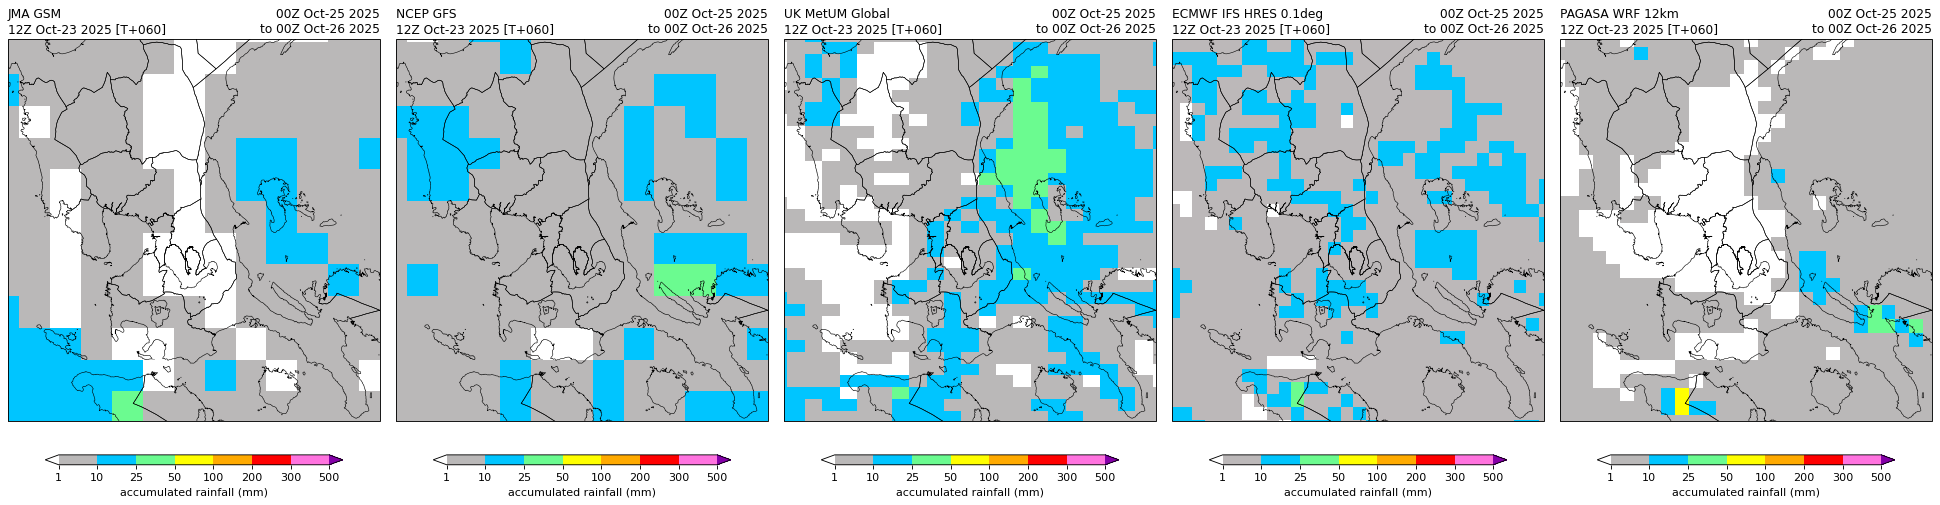 JMA GSM 00Z Oct-25 2025
12Z Oct-23 2025 [T+060] to 00Z Oct-26 2025
NCEP GFS 00Z Oct-25 2025
12Z Oct-23 2025 [T+060] to 00Z Oct-26 2025
UK MetUM Global 00Z Oct-25 2025
12Z Oct-23 2025 [T+060] to 00Z Oct-26 2025
ECMWF IFS HRES 0.1deg 00Z Oct-25 2025
12Z Oct-23 2025 [T+060] to 00Z Oct-26 2025
PAGASA WRF 12km 00Z Oct-25 2025
12Z Oct-23 2025 [T+060] to 00Z Oct-26 2025
1 10 25 50 100 200 300 500
accumulated rainfall (mm)
1 10 25 50 100 200 300 500
accumulated rainfall (mm)
1 10 25 50 100 200 300 500
accumulated rainfall (mm)
1 10 25 50 100 200 300 500
accumulated rainfall (mm)
1 10 25 50 100 200 300 500
accumulated rainfall (mm)